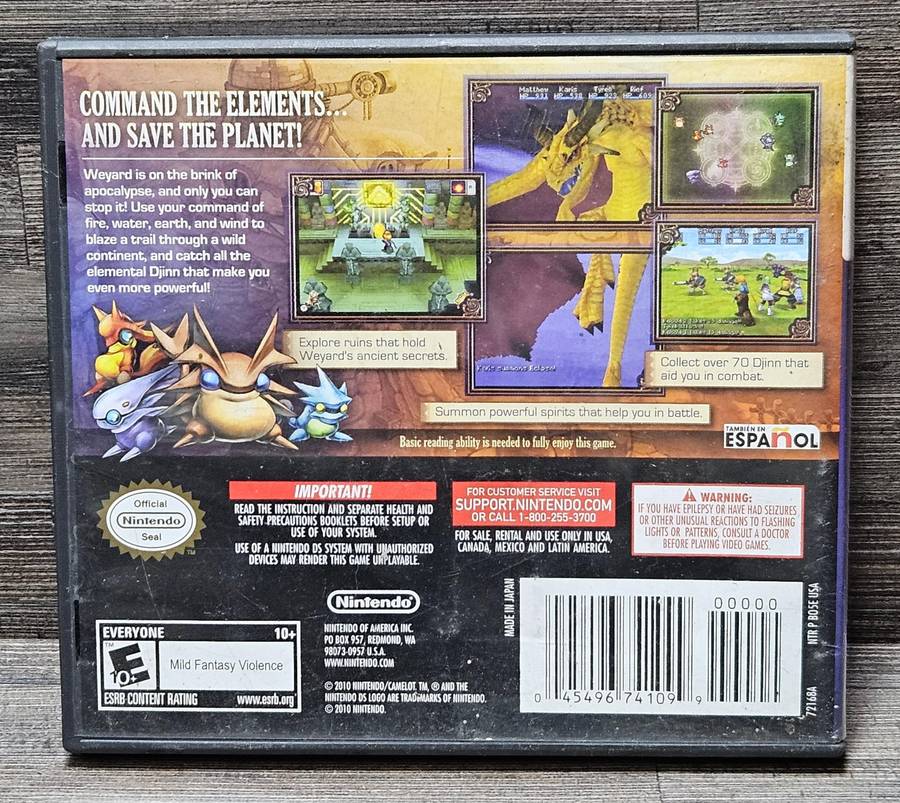 COMMAND THE ELEMENTS...
AND SAVE THE PLANET!
Weyard is on the brink of
apocalypse, and only you can
stop it! Use your command of
fire, water, earth, and wind to
blaze a trail through a wild
continent, and catch all the
elemental Djinn that make you
even more powerful!
Matthew Karis Tyrell Rief
Explore ruins that hold
Weyard's ancient secrets.
Karis summons Eclipse!
Collect over 70 Djinn that
aid you in combat.
Summon powerful spirits that help you in battle.
Basic reading ability is needed to fully enjoy this game.
TAMBIÉN EN
ESPAÑOL
Official
Nintendo
Seal
TM
IMPORTANT!
READ THE INSTRUCTION AND SEPARATE HEALTH AND
SAFETY PRECAUTIONS BOOKLETS BEFORE SETUP OR
USE OF YOUR SYSTEM.
USE OF A NINTENDO DS SYSTEM WITH UNAUTHORIZED
DEVICES MAY RENDER THIS GAME UNPLAYABLE.
FOR CUSTOMER SERVICE VISIT
SUPPORT.NINTENDO.COM
OR CALL 1-800-255-3700
FOR SALE, RENTAL AND USE ONLY IN USA,
CANADA, MEXICO AND LATIN AMERICA.
WARNING:
IF YOU HAVE EPILEPSY OR HAVE HAD SEIZURES
OR OTHER UNUSUAL REACTIONS TO FLASHING
LIGHTS OR PATTERNS, CONSULT A DOCTOR
BEFORE PLAYING VIDEO GAMES.
EVERYONE 10+
TM
E
10+
Mild Fantasy Violence
ESRB CONTENT RATING www.esrb.org
Nintendo®
NINTENDO OF AMERICA INC.
PO BOX 957, REDMOND, WA
98073-0957 U.S.A.
WWW.NINTENDO.COM
© 2010 NINTENDO/CAMELOT. TM, ® AND THE
NINTENDO DS LOGO ARE TRADEMARKS OF NINTENDO.
© 2010 NINTENDO.
MADE IN JAPAN
00000
0 45496 74109 9
NTR P BO5E USA
72168A